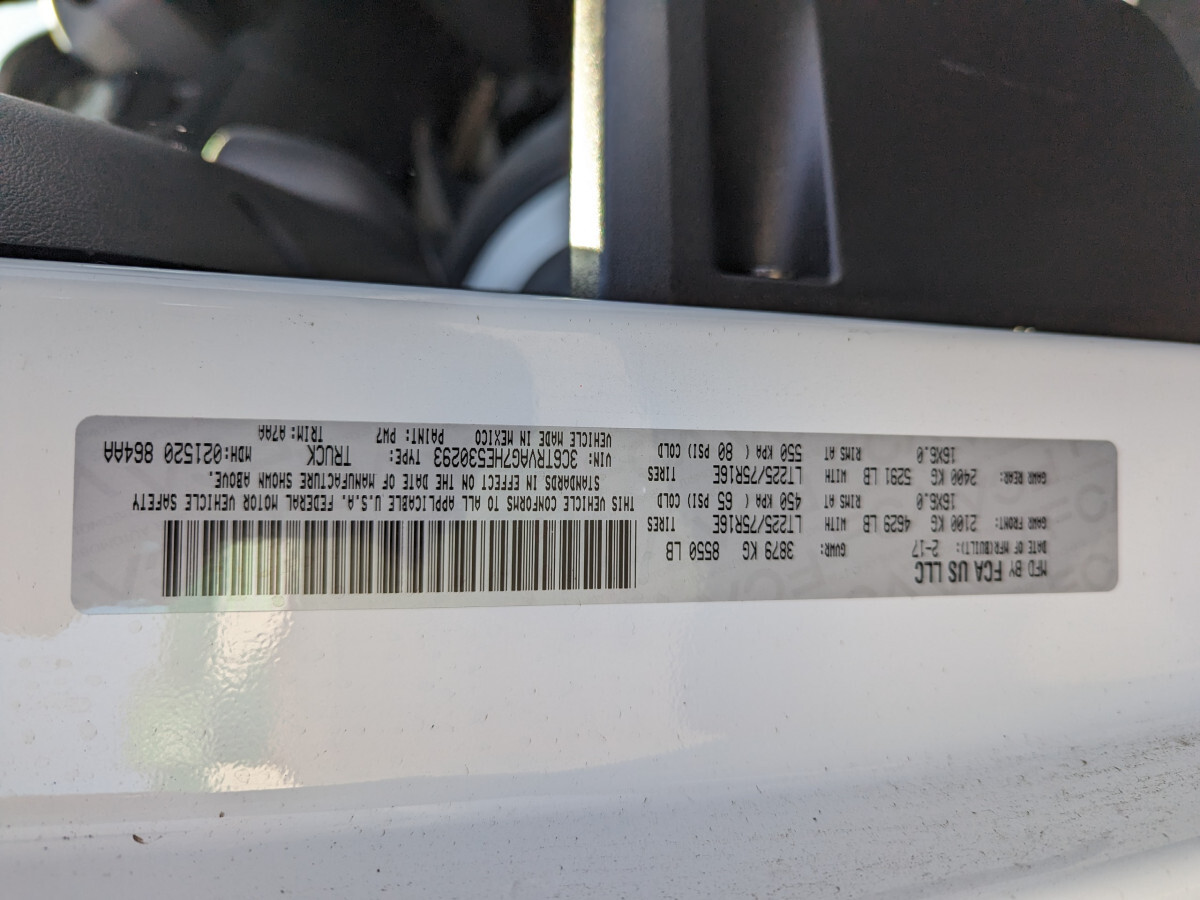 MFD BY FCA US LLC
DATE OF MFR(BUILT): 2-17 GVWR: 3879 KG 8550 LB
GAWR FRONT: 2100 KG 4629 LB WITH LT225/75R16E TIRES
16X6.0 RIMS AT 450 KPA ( 65 PSI) COLD
GAWR REAR: 2400 KG 5291 LB WITH LT225/75R16E TIRES
16X6.0 RIMS AT 550 KPA ( 80 PSI) COLD
THIS VEHICLE CONFORMS TO ALL APPLICABLE U.S.A. FEDERAL MOTOR VEHICLE SAFETY
STANDARDS IN EFFECT ON THE DATE OF MANUFACTURE SHOWN ABOVE.
VIN: 3C6TRVAG7HE530293 TYPE: TRUCK MDH:021520 864AA
VEHICLE MADE IN MEXICO PAINT: PW7 TRIM:A7AA